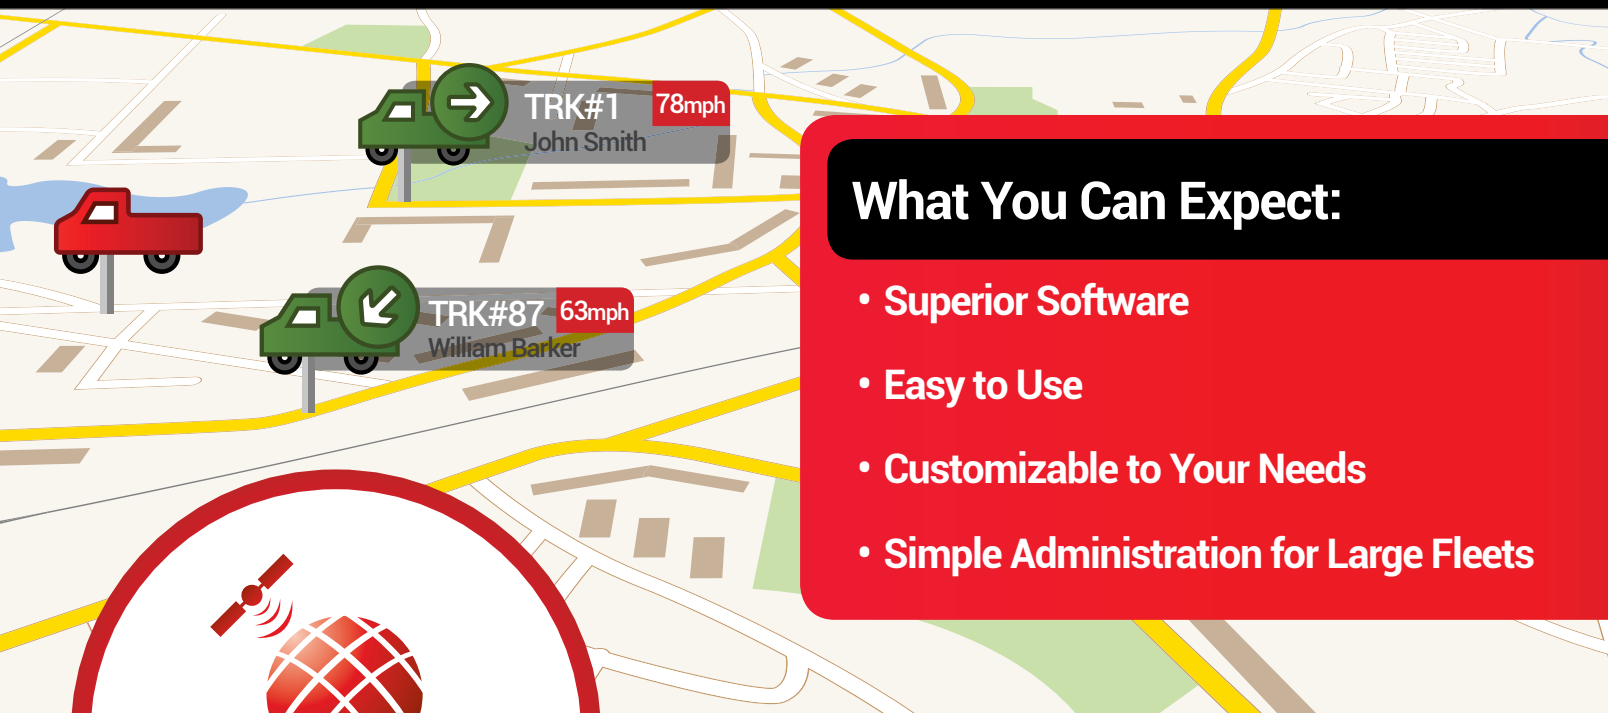 TRK#1 78mph
John Smith
TRK#87 63mph
William Barker
What You Can Expect:
• Superior Software
• Easy to Use
• Customizable to Your Needs
• Simple Administration for Large Fleets